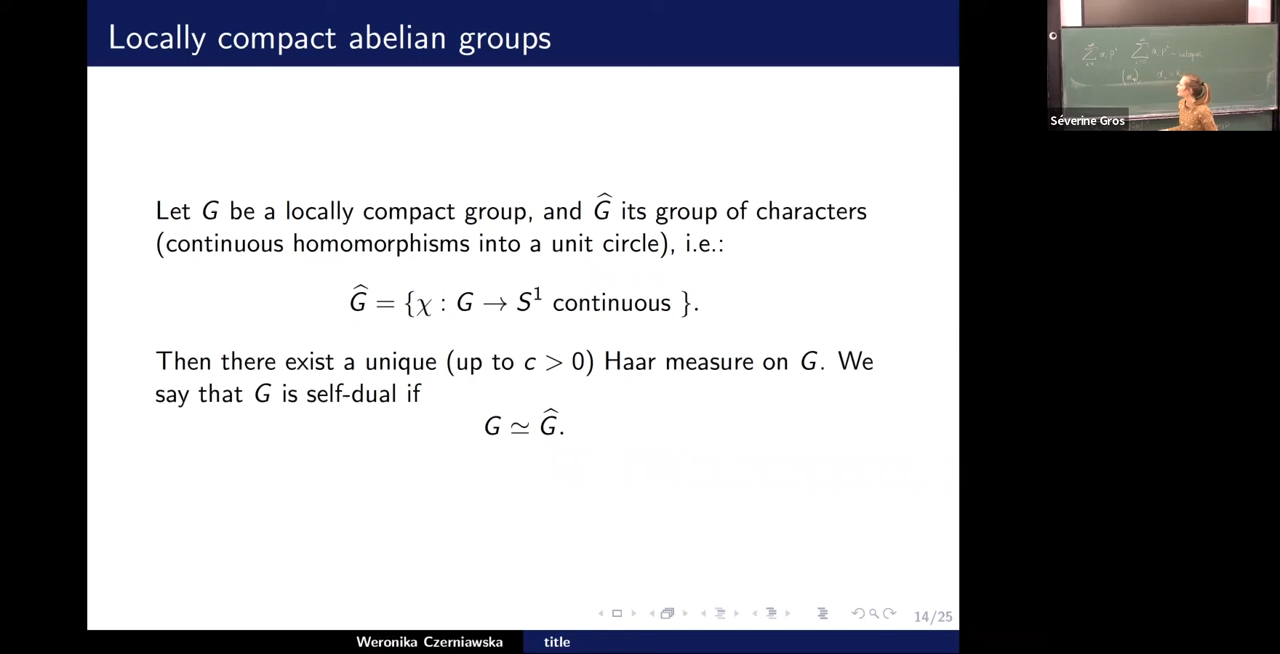 Locally compact abelian groups
Séverine Gros
Let G be a locally compact group, and Ĝ its group of characters
(continuous homomorphisms into a unit circle), i.e.:
Ĝ = {χ : G → S¹ continuous }.
Then there exist a unique (up to c > 0) Haar measure on G. We
say that G is self-dual if
G ≃ Ĝ.
14/25
Weronika Czerniawska title